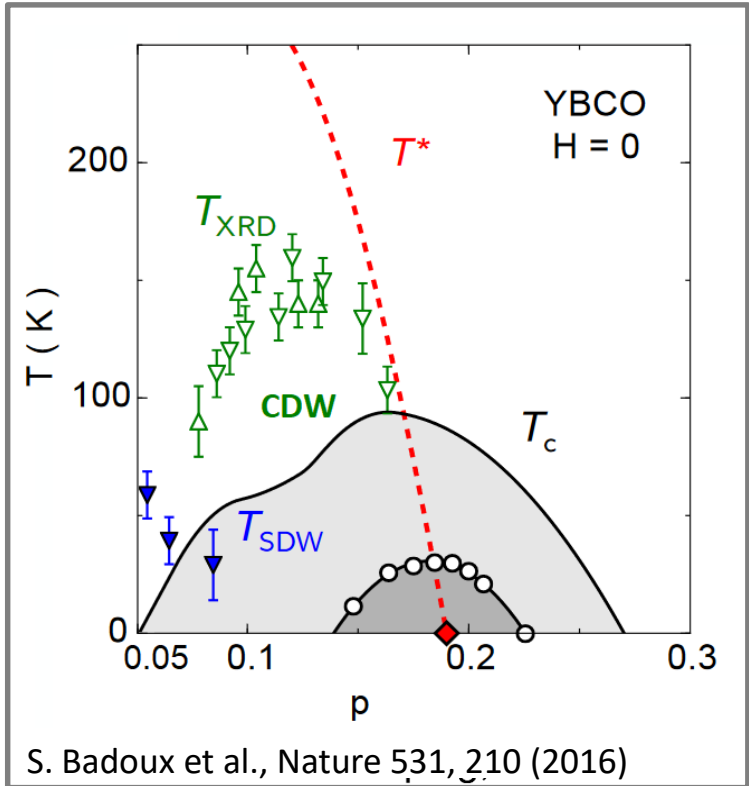 YBCO
H = 0
200
T*
T_XRD
T ( K )
100
CDW
T_c
T_SDW
0
0.05
0.1
0.2
0.3
p
S. Badoux et al., Nature 531, 210 (2016)